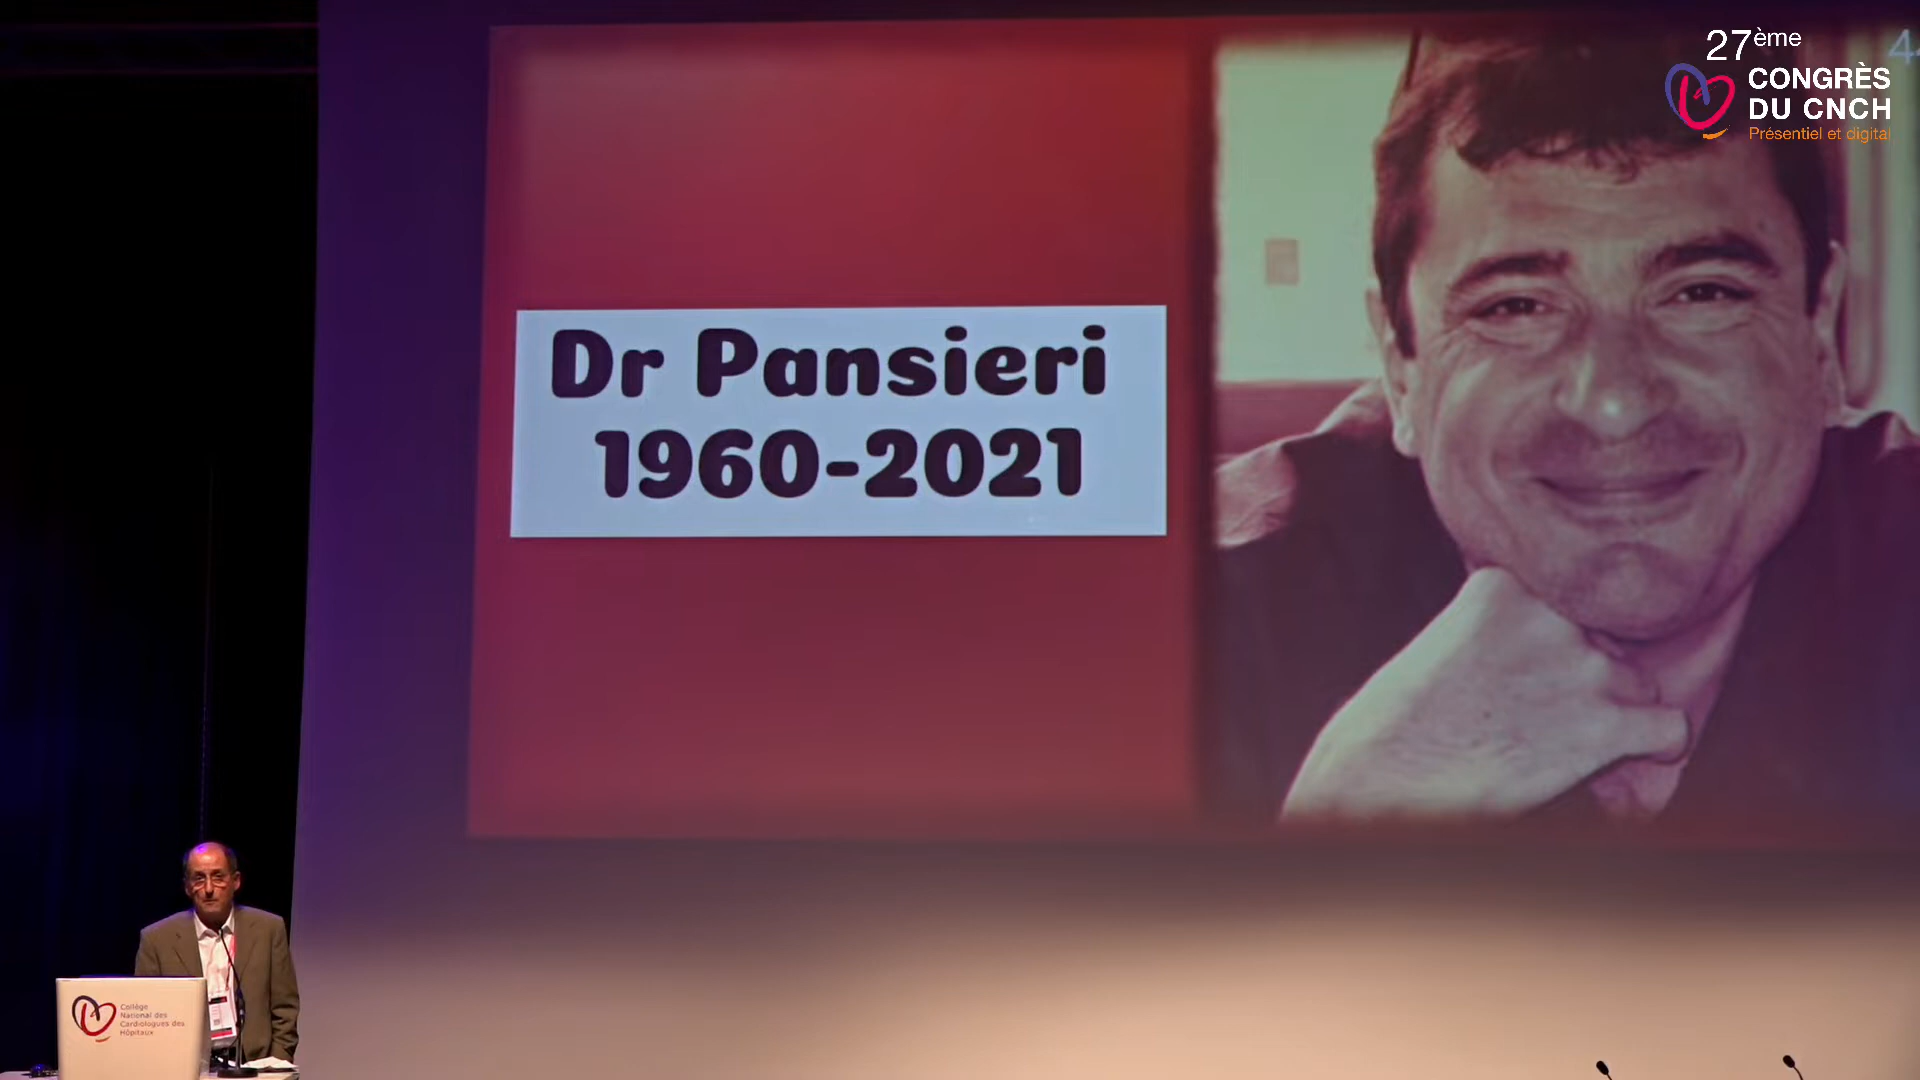 27ème
CONGRÈS
DU CNCH
Présentiel et digital
Dr Pansieri
1960-2021
Collège
National des
Cardiologues des
Hôpitaux